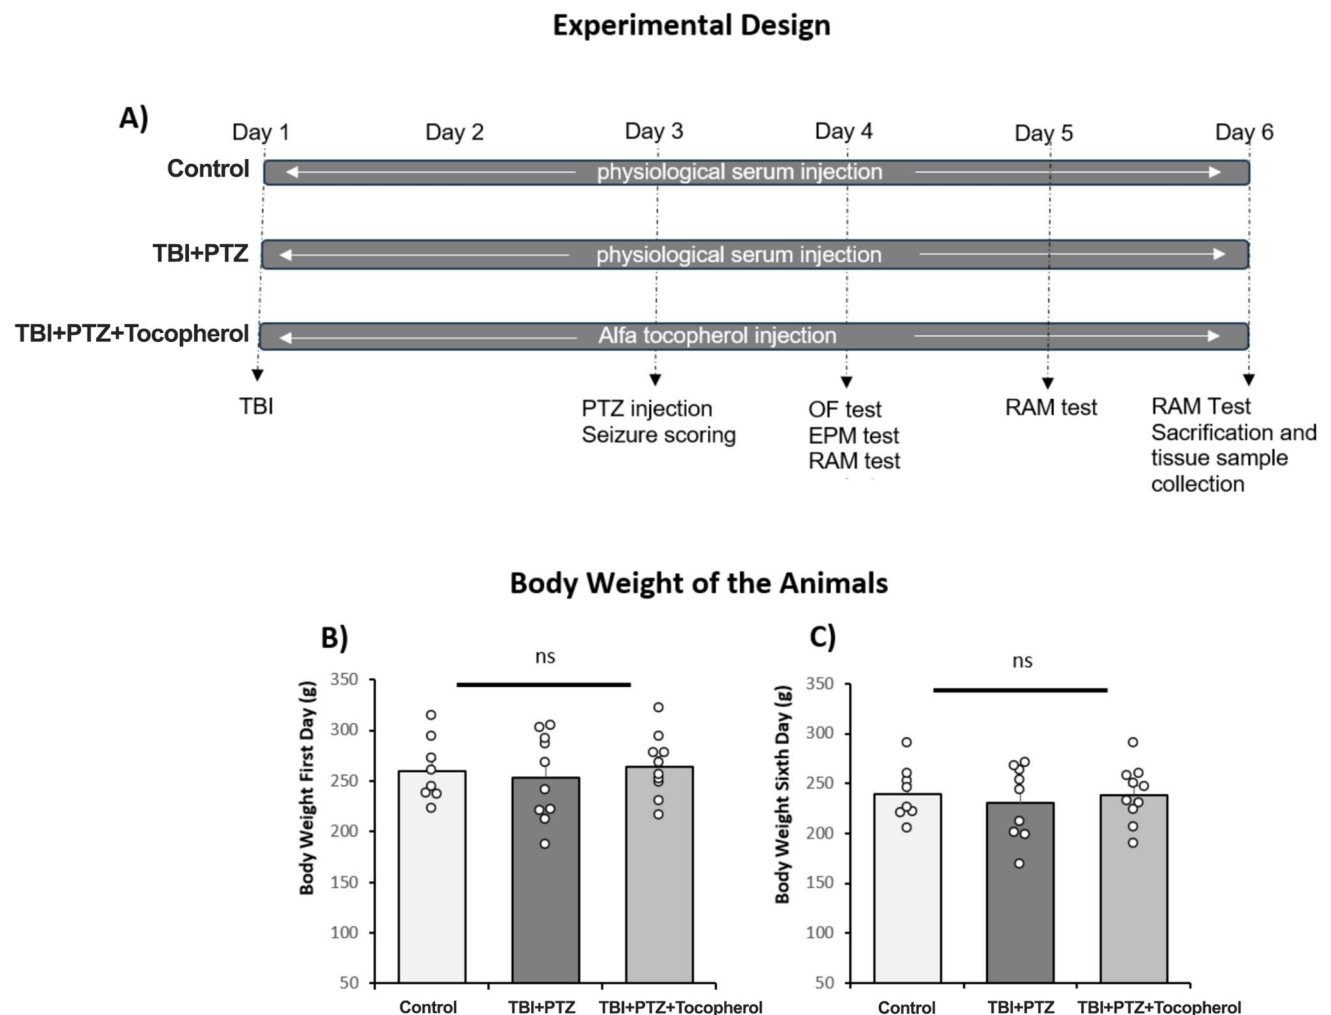 Experimental Design
A)
Day 1 Day 2 Day 3 Day 4 Day 5 Day 6
Control
physiological serum injection
TBI+PTZ
physiological serum injection
TBI+PTZ+Tocopherol
Alfa tocopherol injection
TBI
PTZ injection
Seizure scoring
OF test
EPM test
RAM test
RAM test
RAM Test
Sacrification and
tissue sample
collection
Body Weight of the Animals
B)
ns
Body Weight First Day (g)
350
300
250
200
150
100
50
Control TBI+PTZ TBI+PTZ+Tocopherol
C)
ns
Body Weight Sixth Day (g)
350
300
250
200
150
100
50
Control TBI+PTZ TBI+PTZ+Tocopherol